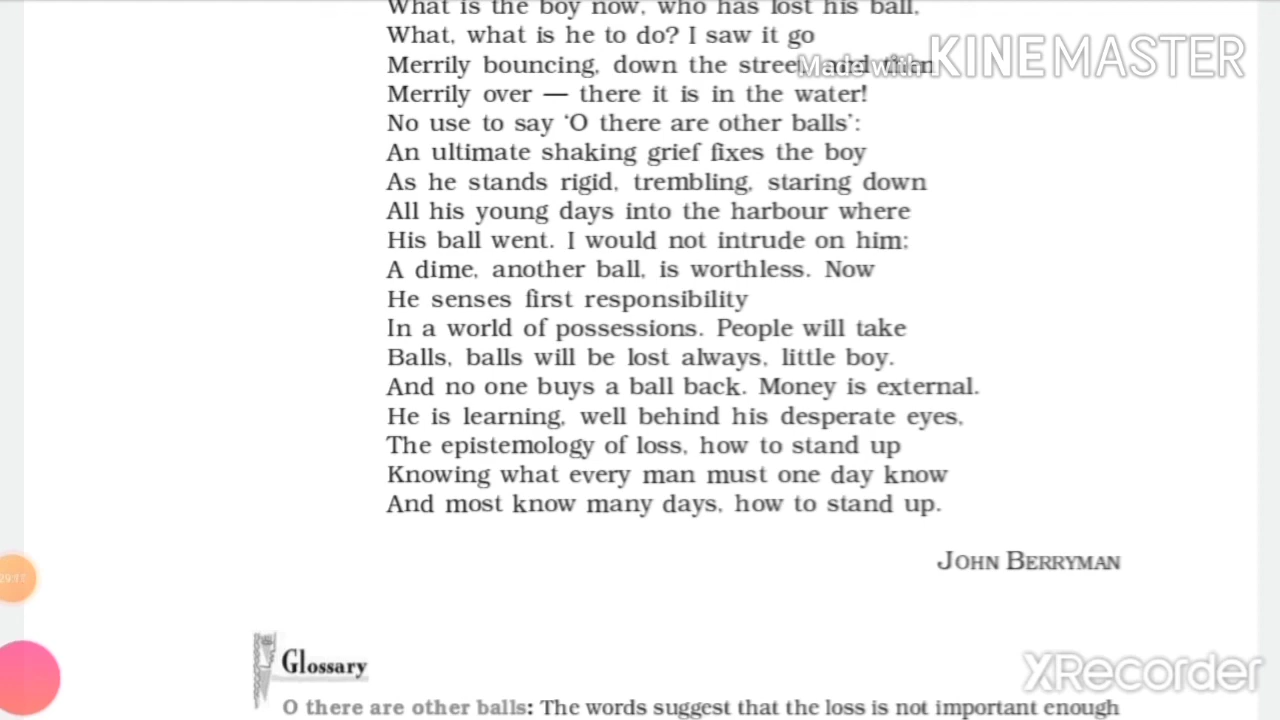 What is the boy now, who has lost his ball,
What, what is he to do? I saw it go
Merrily bouncing, down the street, and then
Made with KINEMASTER
Merrily over — there it is in the water!
No use to say ‘O there are other balls’:
An ultimate shaking grief fixes the boy
As he stands rigid, trembling, staring down
All his young days into the harbour where
His ball went. I would not intrude on him;
A dime, another ball, is worthless. Now
He senses first responsibility
In a world of possessions. People will take
Balls, balls will be lost always, little boy.
And no one buys a ball back. Money is external.
He is learning, well behind his desperate eyes,
The epistemology of loss, how to stand up
Knowing what every man must one day know
And most know many days, how to stand up.
JOHN BERRYMAN
Glossary
XRecorder
O there are other balls: The words suggest that the loss is not important enough